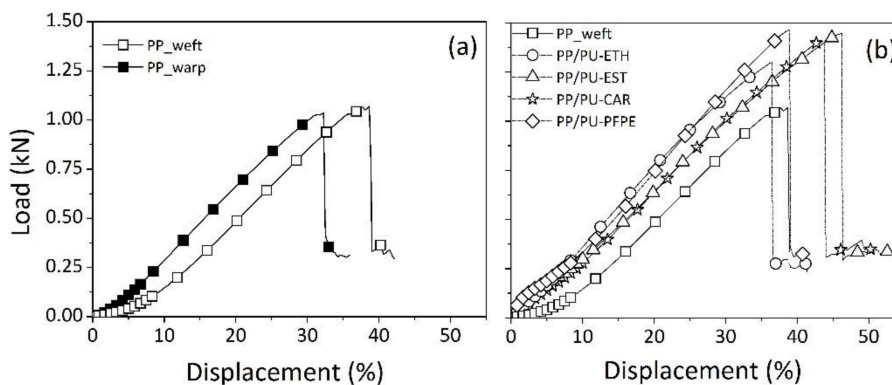 1.50
1.25
1.00
0.75
0.50
0.25
0.00
Load (kN)
PP_weft
PP_warp
(a)
0 10 20 30 40 50
Displacement (%)
PP_weft
PP/PU-ETH
PP/PU-EST
PP/PU-CAR
PP/PU-PFPE
(b)
0 10 20 30 40 50
Displacement (%)